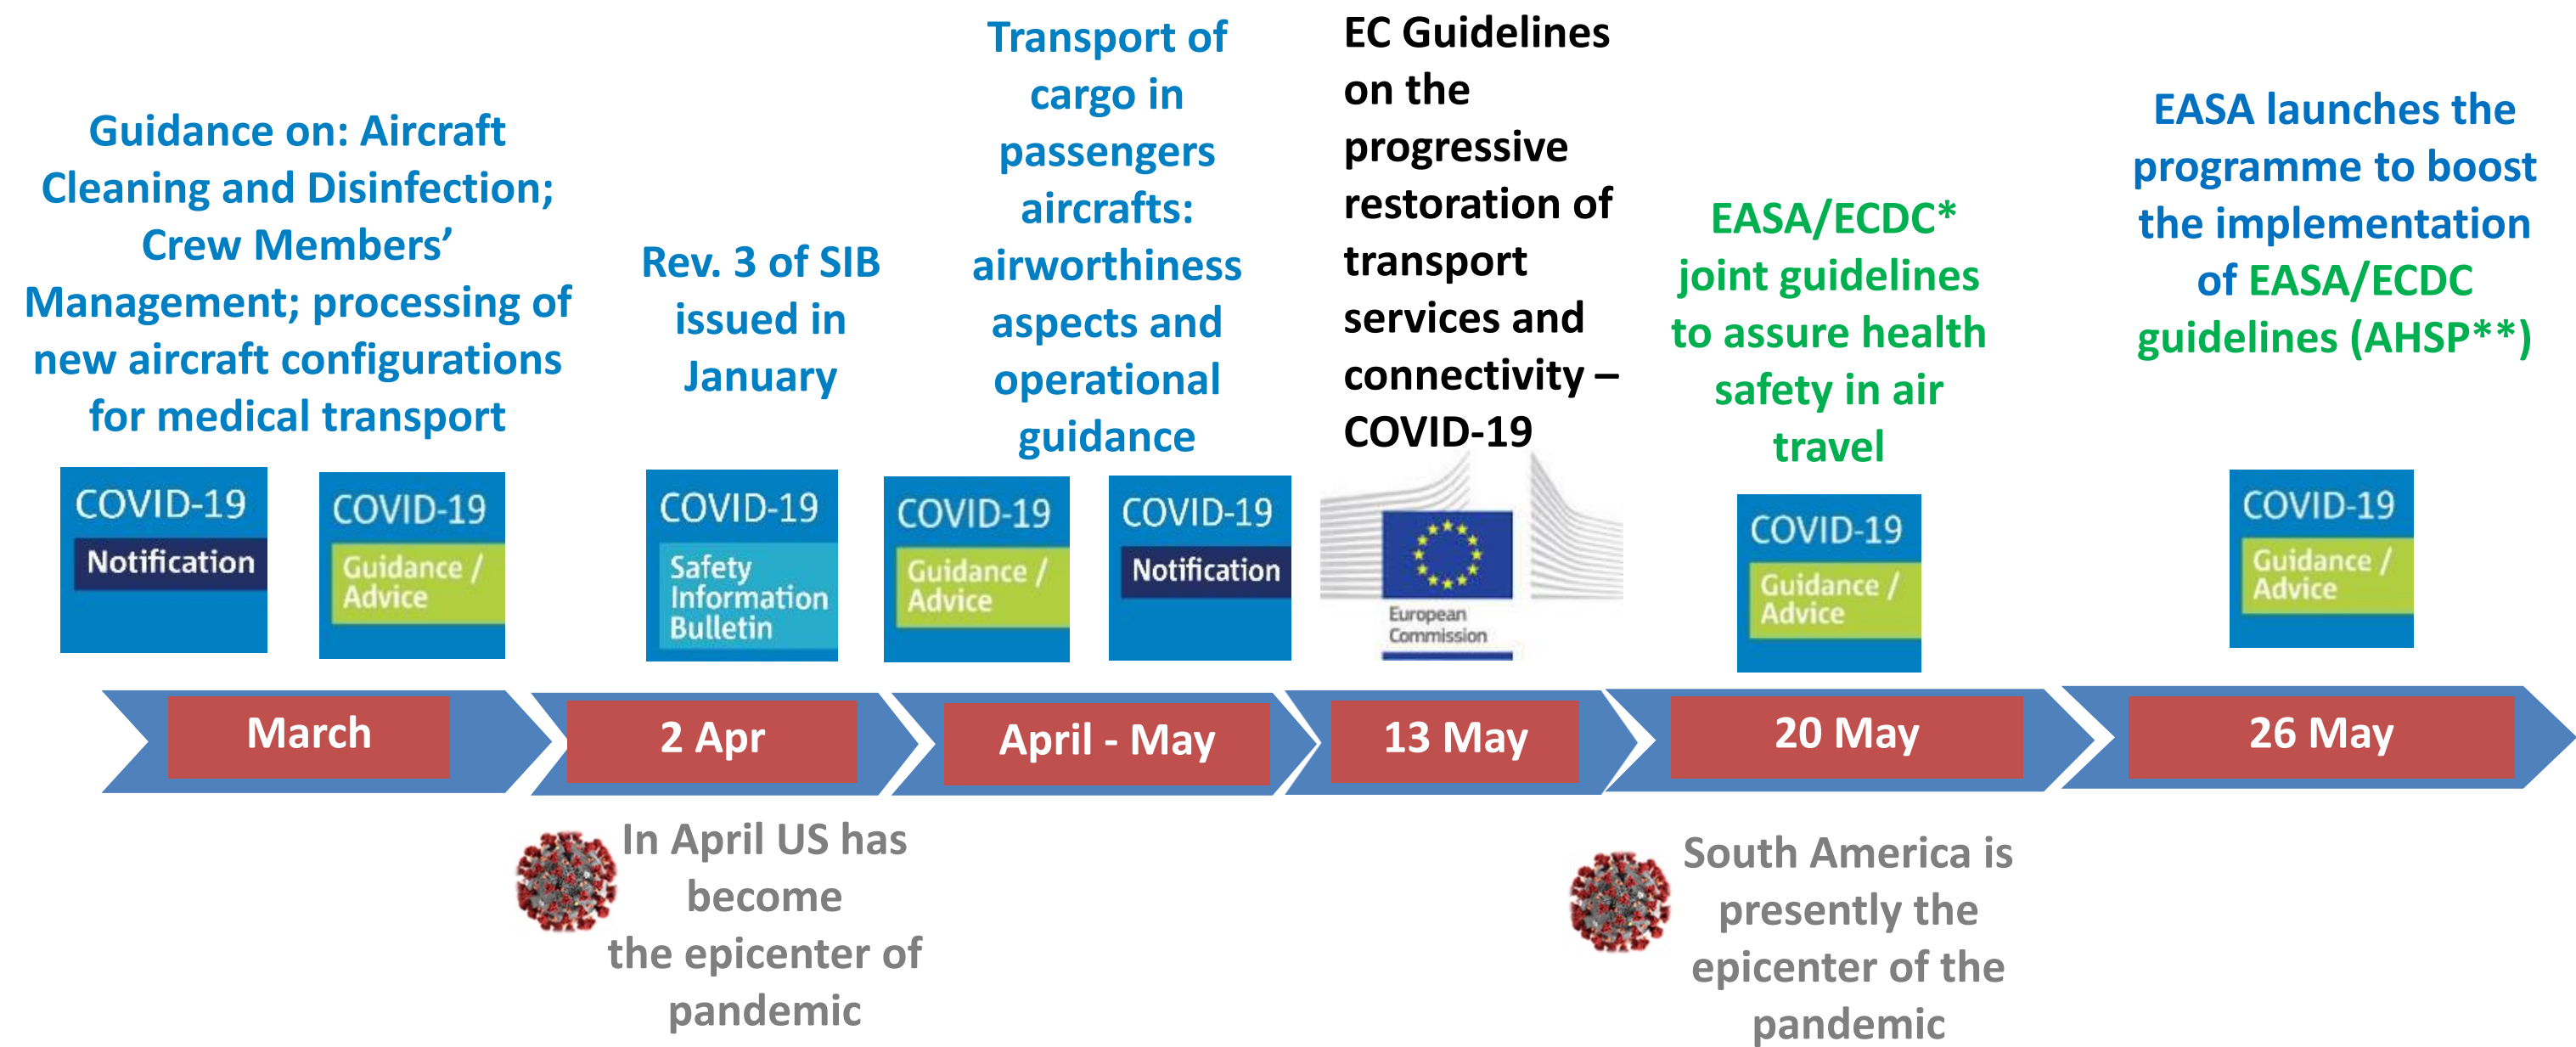 Guidance on: Aircraft
Cleaning and Disinfection;
Crew Members’
Management; processing of
new aircraft configurations
for medical transport
Rev. 3 of SIB
issued in
January
Transport of
cargo in
passengers
aircrafts:
airworthiness
aspects and
operational
guidance
EC Guidelines
on the
progressive
restoration of
transport
services and
connectivity –
COVID-19
EASA/ECDC*
joint guidelines
to assure health
safety in air
travel
EASA launches the
programme to boost
the implementation
of EASA/ECDC
guidelines (AHSP**)
COVID-19
Notification
COVID-19
Guidance /
Advice
COVID-19
Safety
Information
Bulletin
COVID-19
Guidance /
Advice
COVID-19
Notification
European
Commission
COVID-19
Guidance /
Advice
COVID-19
Guidance /
Advice
March
2 Apr
April - May
13 May
20 May
26 May
In April US has
become
the epicenter of
pandemic
South America is
presently the
epicenter of the
pandemic